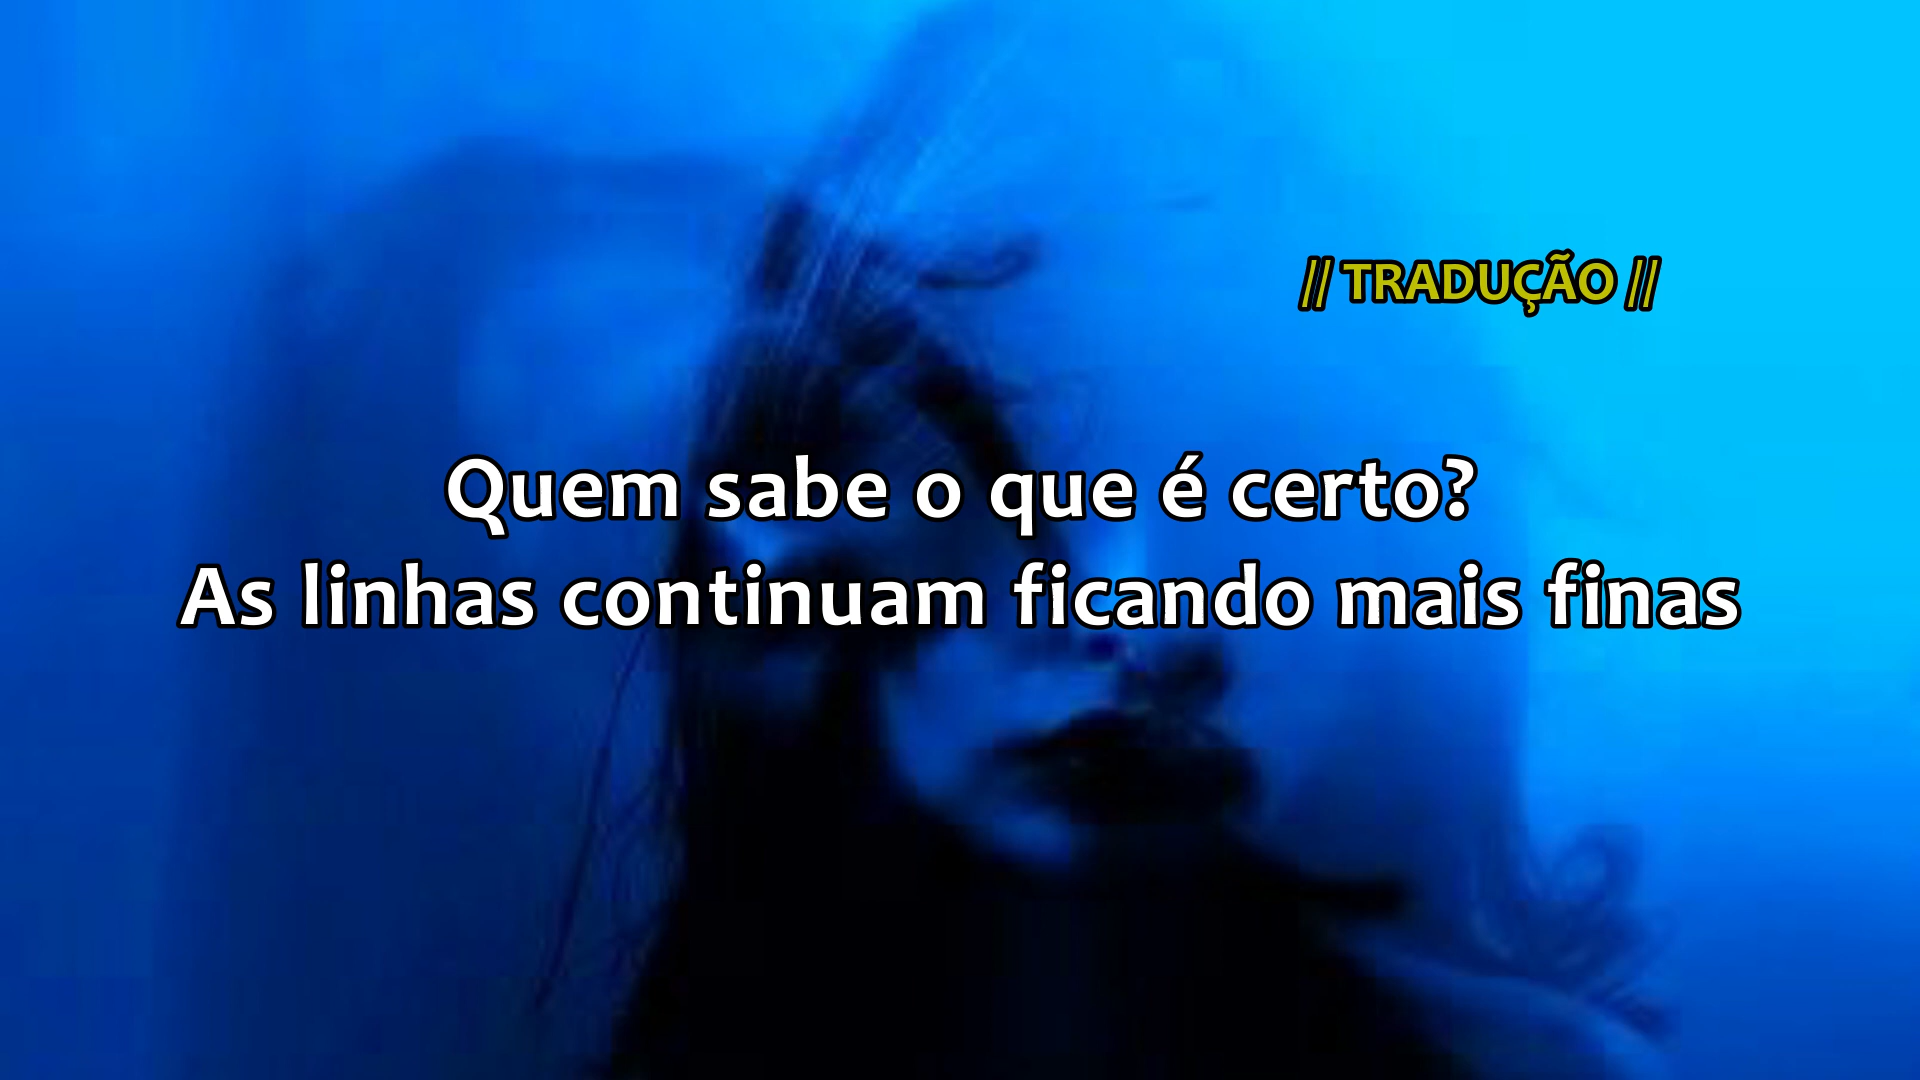 // TRADUÇÃO //
Quem sabe o que é certo?
As linhas continuam ficando mais finas